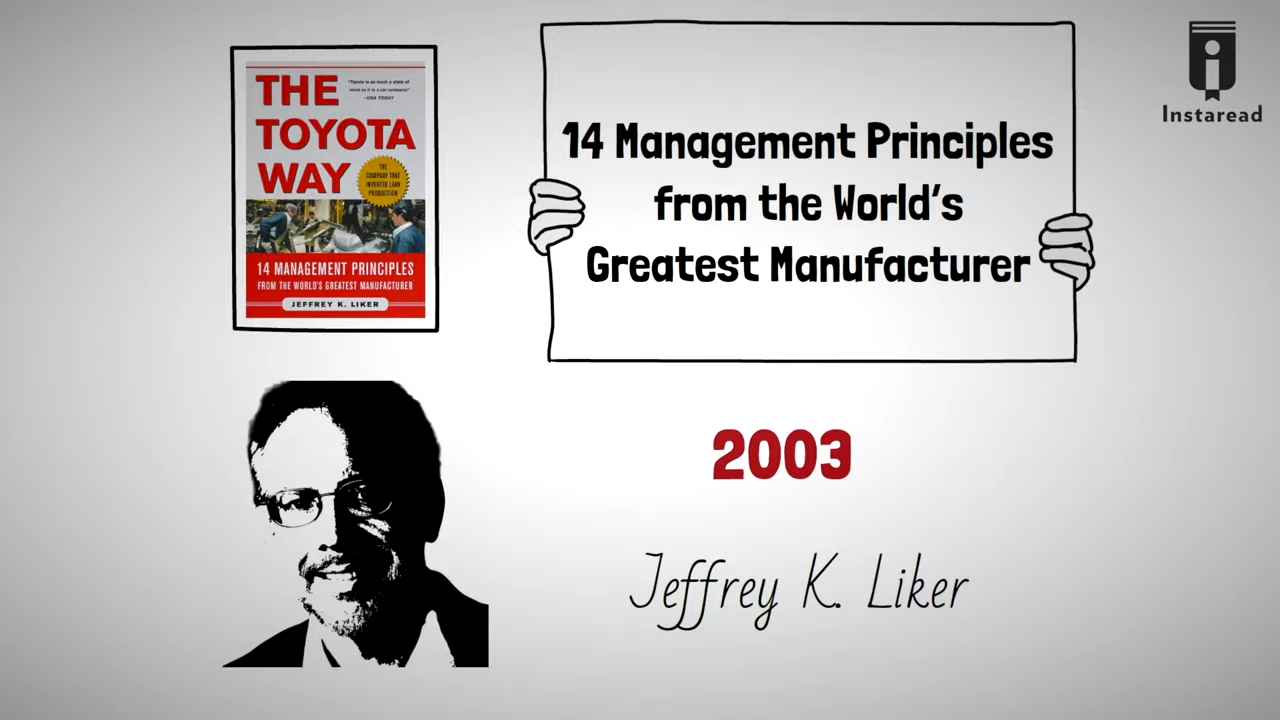 THE
TOYOTA
WAY
"Toyota is as much a state of
mind as it is a car company."
–USA TODAY
THE
COMPANY THAT
INVENTED LEAN
PRODUCTION
14 MANAGEMENT PRINCIPLES
FROM THE WORLD'S GREATEST MANUFACTURER
JEFFREY K. LIKER
14 Management Principles
from the World's
Greatest Manufacturer
Instaread
2003
Jeffrey K. Liker